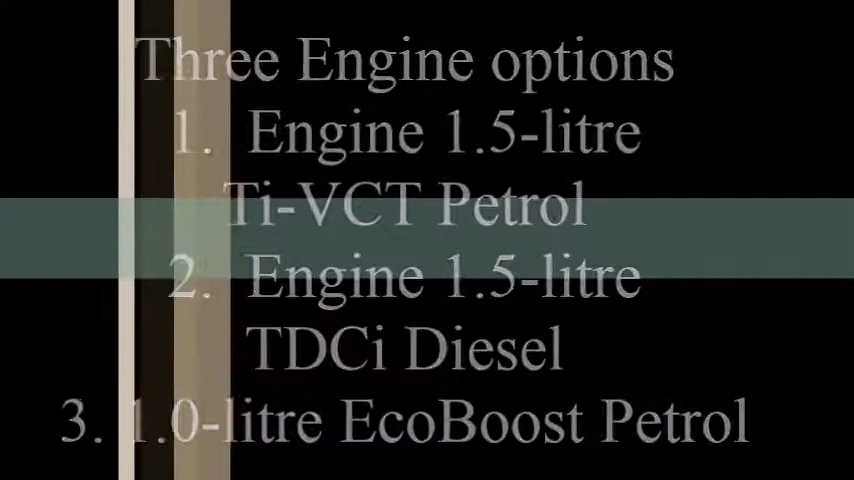 Three Engine options
1. Engine 1.5-litre
Ti-VCT Petrol
2. Engine 1.5-litre
TDCi Diesel
3. 1.0-litre EcoBoost Petrol